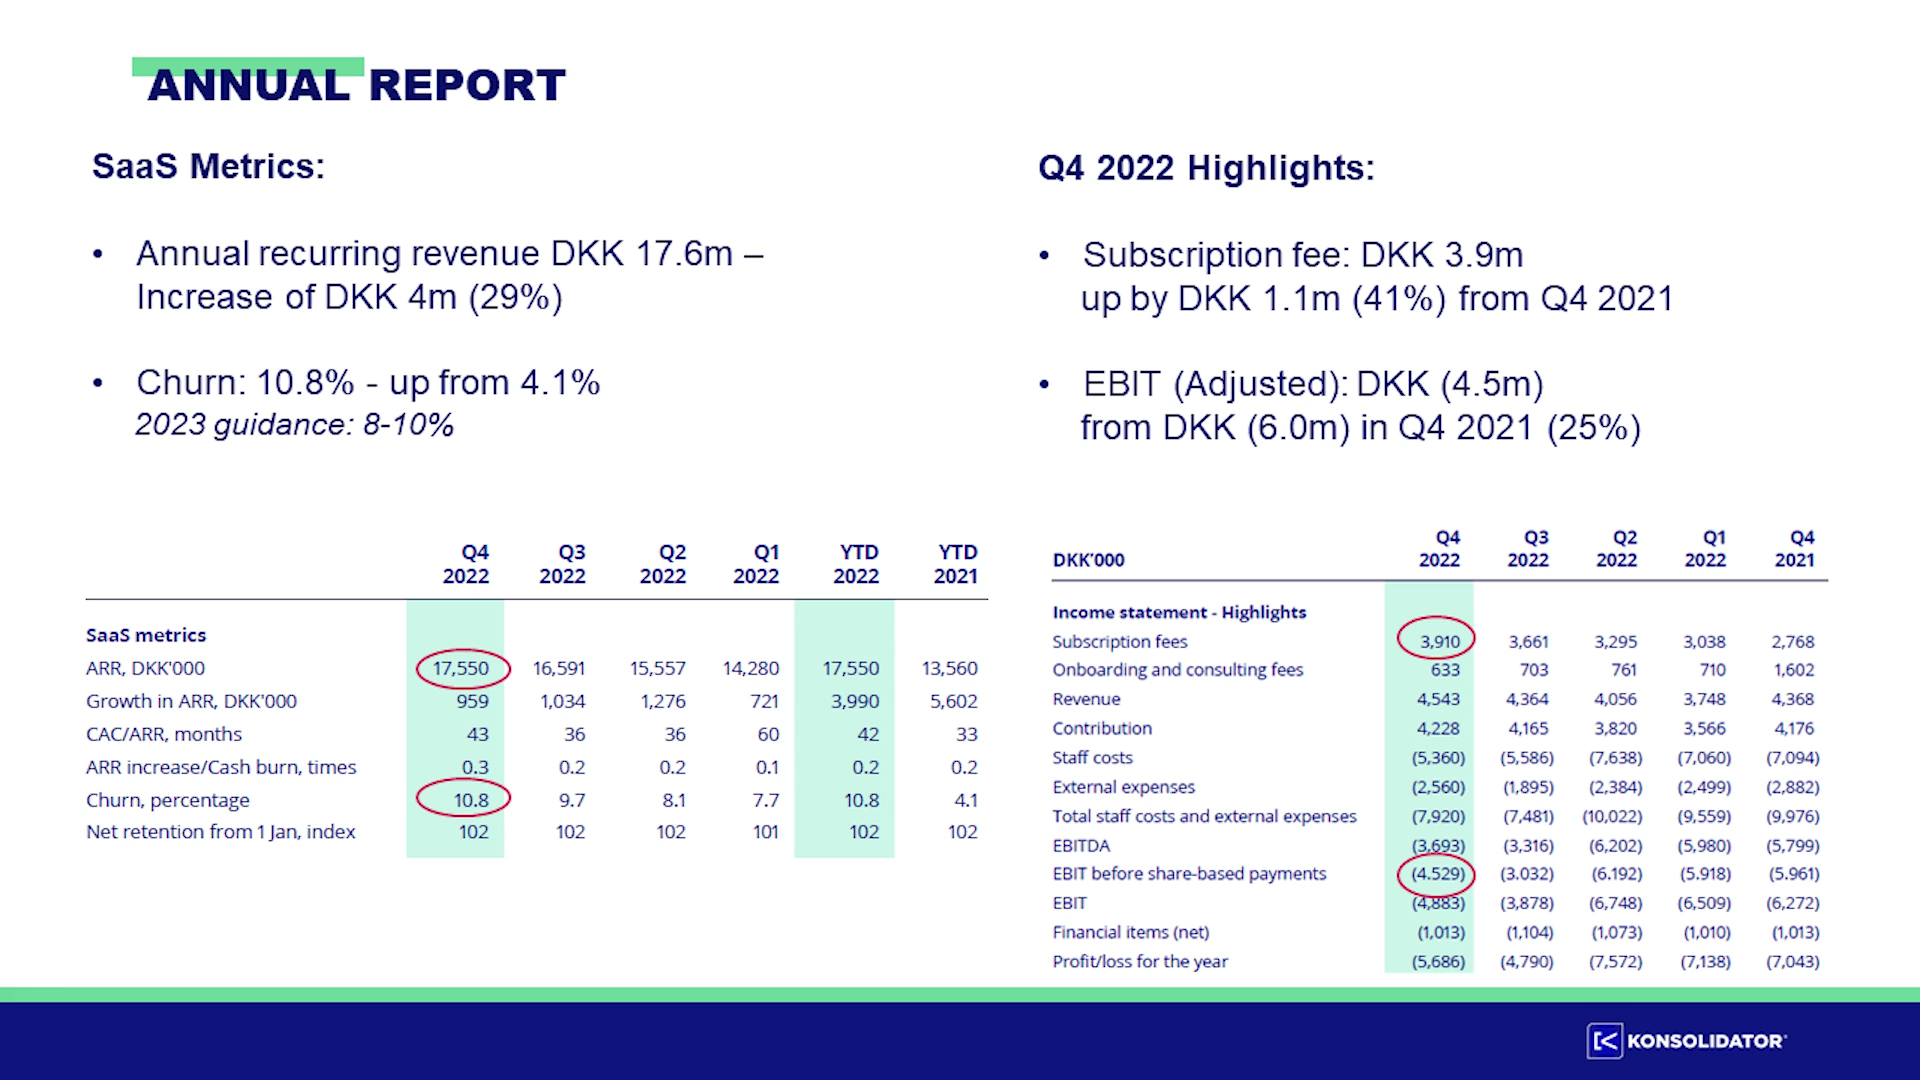 ANNUAL REPORT
SaaS Metrics:
• Annual recurring revenue DKK 17.6m –
Increase of DKK 4m (29%)
• Churn: 10.8% - up from 4.1%
2023 guidance: 8-10%
Q4 Q3 Q2 Q1 YTD YTD
2022 2022 2022 2022 2022 2021
SaaS metrics
ARR, DKK'000 17,550 16,591 15,557 14,280 17,550 13,560
Growth in ARR, DKK'000 959 1,034 1,276 721 3,990 5,602
CAC/ARR, months 43 36 36 60 42 33
ARR increase/Cash burn, times 0.3 0.2 0.2 0.1 0.2 0.2
Churn, percentage 10.8 9.7 8.1 7.7 10.8 4.1
Net retention from 1 Jan, index 102 102 102 101 102 102
Q4 2022 Highlights:
• Subscription fee: DKK 3.9m
up by DKK 1.1m (41%) from Q4 2021
• EBIT (Adjusted): DKK (4.5m)
from DKK (6.0m) in Q4 2021 (25%)
Q4 Q3 Q2 Q1 Q4
DKK’000 2022 2022 2022 2022 2021
Income statement - Highlights
Subscription fees 3,910 3,661 3,295 3,038 2,768
Onboarding and consulting fees 633 703 761 710 1,602
Revenue 4,543 4,364 4,056 3,748 4,368
Contribution 4,228 4,165 3,820 3,566 4,176
Staff costs (5,360) (5,586) (7,638) (7,060) (7,094)
External expenses (2,560) (1,895) (2,384) (2,499) (2,882)
Total staff costs and external expenses (7,920) (7,481) (10,022) (9,559) (9,976)
EBITDA (3,693) (3,316) (6,202) (5,980) (5,799)
EBIT before share-based payments (4.529) (3.032) (6.192) (5.918) (5.961)
EBIT (4,883) (3,878) (6,748) (6,509) (6,272)
Financial items (net) (1,013) (1,104) (1,073) (1,010) (1,013)
Profit/loss for the year (5,686) (4,790) (7,572) (7,138) (7,043)
KONSOLIDATOR